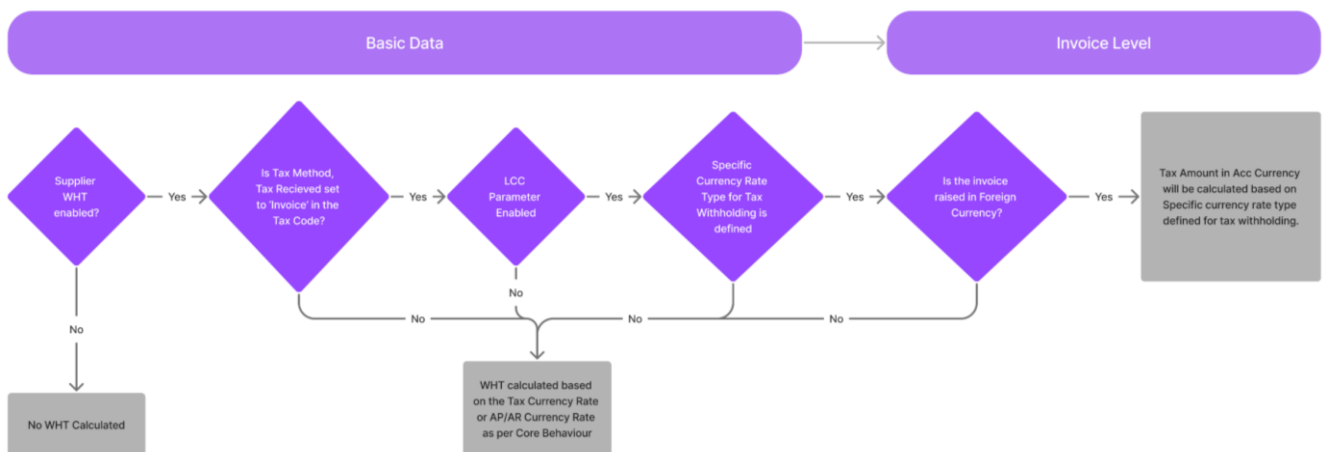 Basic Data
Invoice Level
Supplier
WHT
enabled?
Yes
Is Tax Method,
Tax Recieved set
to 'Invoice' in the
Tax Code?
Yes
LCC
Parameter
Enabled
Yes
Specific
Currency Rate
Type for Tax
Withholding is
defined
Yes
Is the invoice
raised in Foreign
Currency?
Yes
Tax Amount in Acc Currency
will be calculated based on
Specific currency rate type
defined for tax withholding.
No
No
No
No
No
No WHT Calculated
WHT calculated based
on the Tax Currency Rate
or AP/AR Currency Rate
as per Core Behaviour